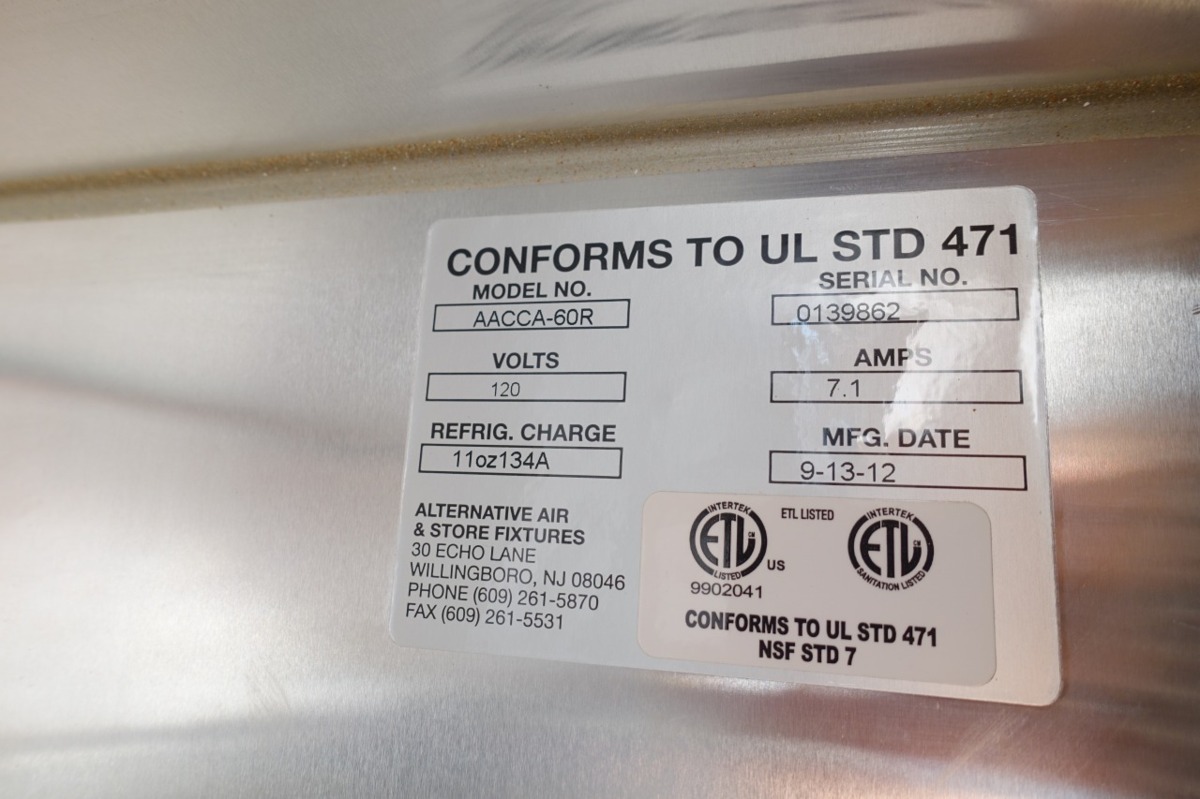 CONFORMS TO UL STD 471
MODEL NO.
AACCA-60R
SERIAL NO.
0139862
VOLTS
120
AMPS
7.1
REFRIG. CHARGE
11oz134A
MFG. DATE
9-13-12
ALTERNATIVE AIR
& STORE FIXTURES
30 ECHO LANE
WILLINGBORO, NJ 08046
PHONE (609) 261-5870
FAX (609) 261-5531
INTERTEK
ETL CM
LISTED
US
9902041
ETL LISTED
INTERTEK
ETL CM
SANITATION LISTED
CONFORMS TO UL STD 471
NSF STD 7